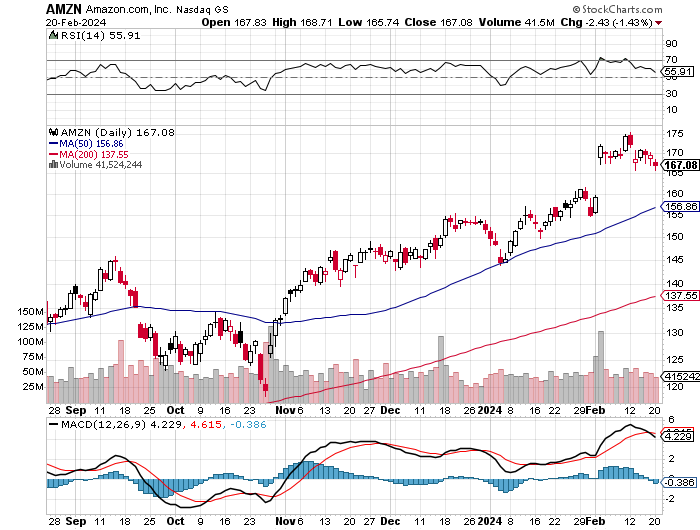 AMZN Amazon.com, Inc. Nasdaq GS © StockCharts.com
20-Feb-2024 Open 167.83 High 168.71 Low 165.74 Close 167.08 Volume 41.5M Chg -2.43 (-1.43%)
RSI(14) 55.91
90
70
55.91
50
30
10
AMZN (Daily) 167.08
MA(50) 156.86
MA(200) 137.55
Volume 41,524,244
175
170
167.08
165
160
156.86
155
150
145
140
137.55
135
150M
130
125M
100M
125
75M
50M
41524244
25M
120
28 Sep 11 18 25 Oct 9 16 23 Nov 6 13 20 27 Dec 11 18 26 2024 8 16 22 29 Feb 12 20
MACD(12,26,9) 4.229, 4.615, -0.386
6
4.615
4.229
2
0
-0.386
-2
28 Sep 11 18 25 Oct 9 16 23 Nov 6 13 20 27 Dec 11 18 26 2024 8 16 22 29 Feb 12 20